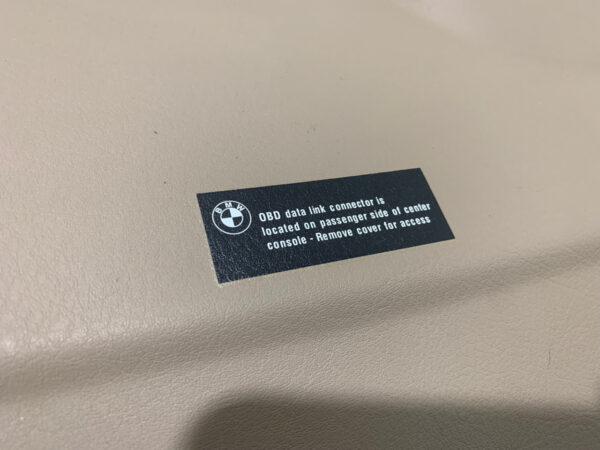 BMW
OBD data link connector is
located on passenger side of center
console - Remove cover for access